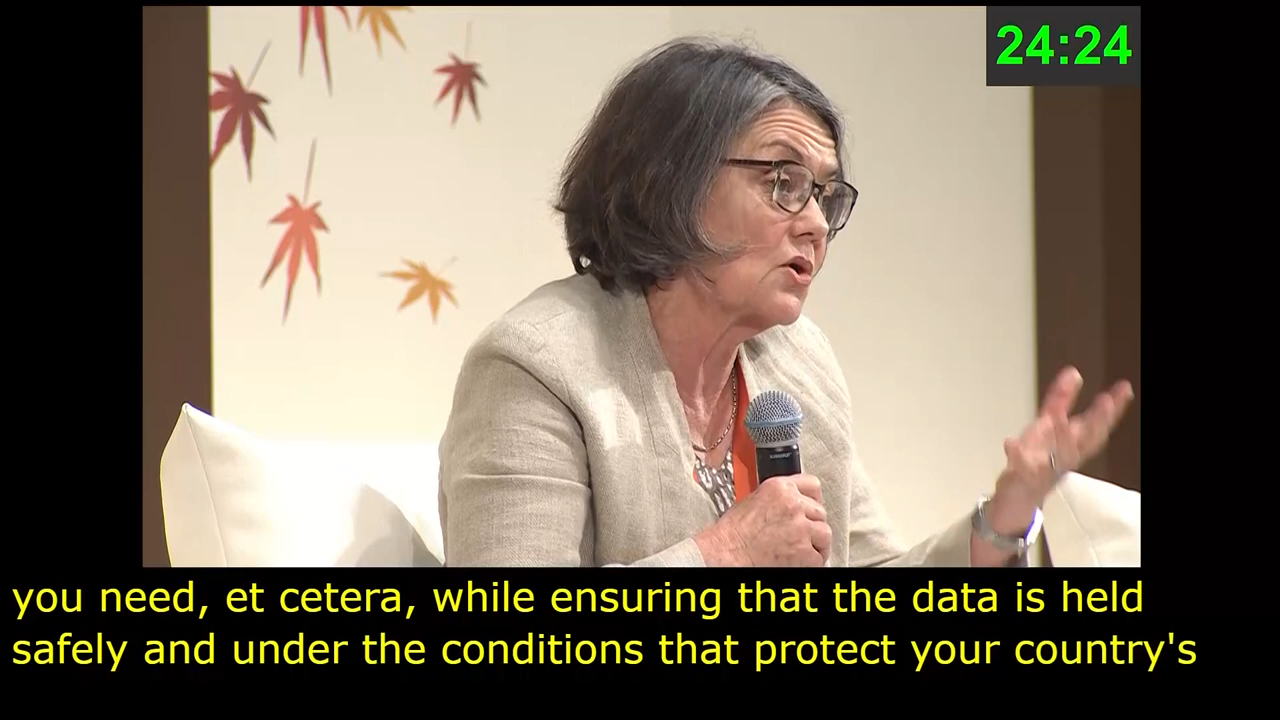 24:24
you need, et cetera, while ensuring that the data is held
safely and under the conditions that protect your country's